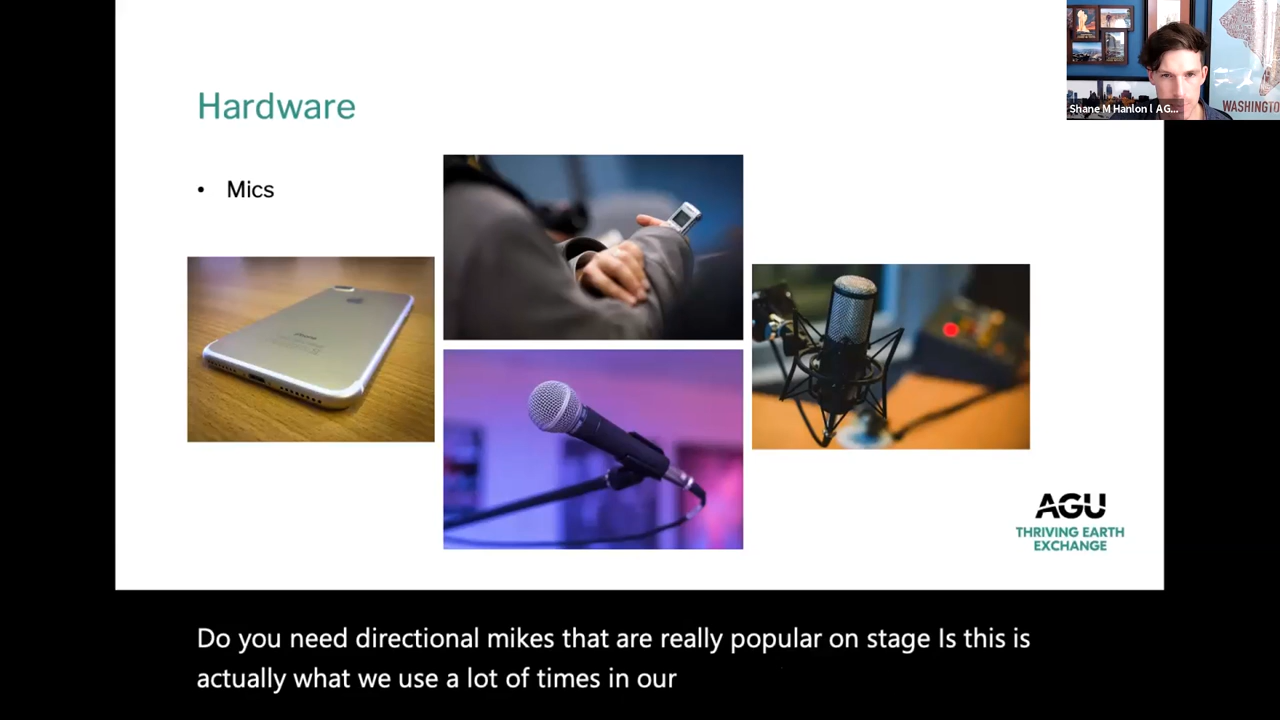 Hardware
• Mics
Shane M Hanlon l AG...
WASHINGTO
AGU
THRIVING EARTH
EXCHANGE
Do you need directional mikes that are really popular on stage Is this is
actually what we use a lot of times in our